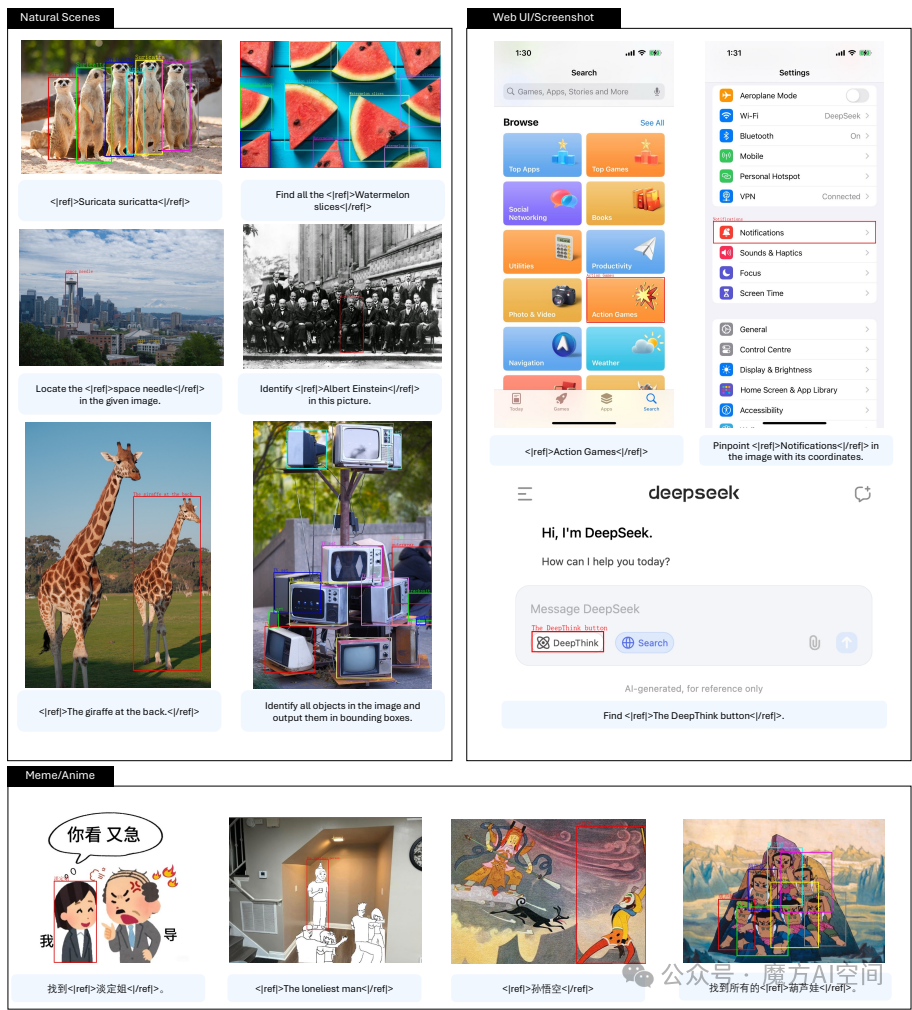 Natural Scenes
Suricata
<|ref|>Suricata suricatta<|/ref|>
Watermelon slices
Find all the <|ref|>Watermelon
slices<|/ref|>
space needle
Locate the <|ref|>space needle<|/ref|>
in the given image.
Identify <|ref|>Albert Einstein<|/ref|>
in this picture.
The giraffe at the back
<|ref|>The giraffe at the back.<|/ref|>
Identify all objects in the image and
output them in bounding boxes.
Web UI/Screenshot
1:30
Search
Games, Apps, Stories and More
Browse
See All
Top Apps
Top Games
Social
Networking
Books
Utilities
Productivity
Action Games
Photo & Video
Action Games
Navigation
Weather
Today
Games
Apps
Search
<|ref|>Action Games<|/ref|>
1:31
Settings
Aeroplane Mode
Wi-Fi DeepSeek
Bluetooth On
Mobile
Personal Hotspot
VPN Connected
Notifications
Notifications
Sounds & Haptics
Focus
Screen Time
General
Control Centre
Display & Brightness
Home Screen & App Library
Accessibility
Pinpoint <|ref|>Notifications<|/ref|> in
the image with its coordinates.
deepseek
Hi, I'm DeepSeek.
How can I help you today?
Message DeepSeek
The DeepThink button
DeepThink
Search
AI-generated, for reference only
Find <|ref|>The DeepThink button<|/ref|>.
Meme/Anime
你看 又急
我
导
找到<|ref|>淡定姐<|/ref|>。
<|ref|>The loneliest man<|/ref|>
<|ref|>孙悟空<|/ref|>
找到所有的<|ref|>葫芦娃<|/ref|>。
公众号 · 魔方AI空间